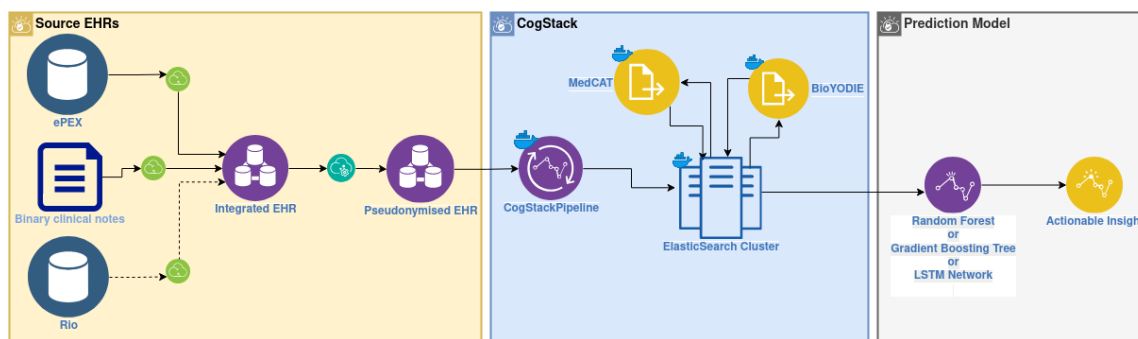 Source EHRs
CogStack
Prediction Model
ePEX
Binary clinical notes
Rio
Integrated EHR
Pseudonymised EHR
CogStackPipeline
MedCAT
BioYODIE
ElasticSearch Cluster
Random Forest
or
Gradient Boosting Tree
or
LSTM Network
Actionable Insigh